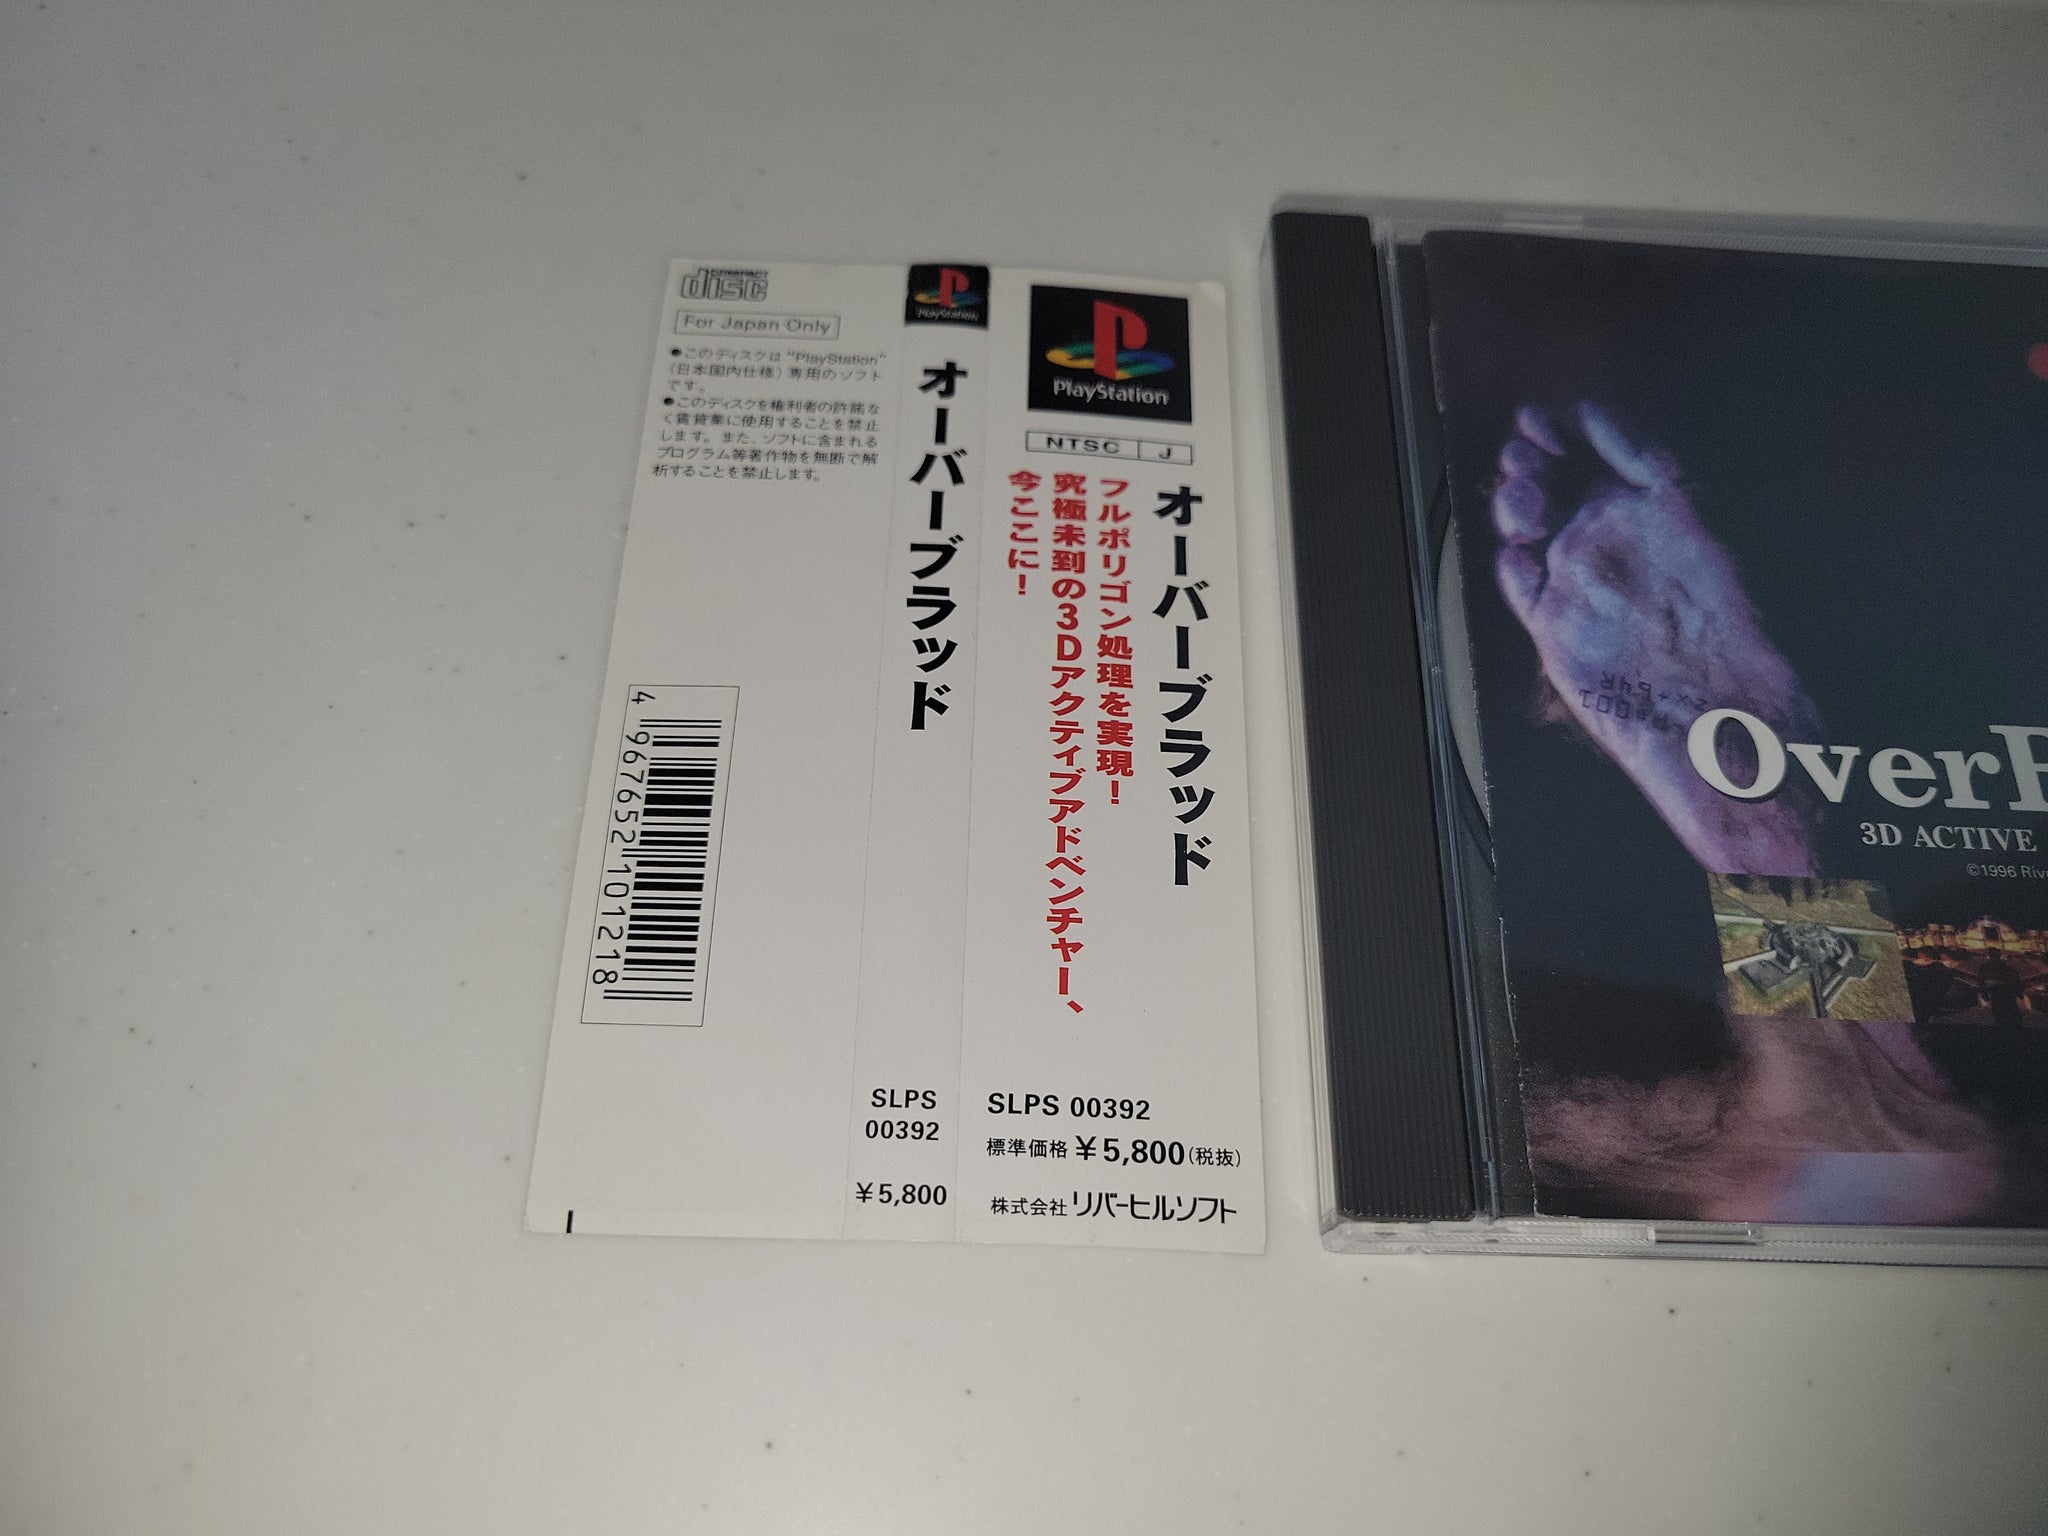 COMPACT
disc
For Japan Only
●このディスクは"PlayStation"
(日本国内仕様)専用のソフト
です。
●このディスクを権利者の許諾な
く賃貸業に使用することを禁止
します。また、ソフトに含まれる
プログラム等著作物を無断で解
析することを禁止します。
4 967652 101218
PlayStation
オーバーブラッド
SLPS
00392
¥5,800
PlayStation
NTSC J
オーバーブラッド
フルポリゴン処理を実現!
究極未到の3Dアクティブアドベンチャー、
今ここに!
SLPS 00392
標準価格 ¥5,800(税抜)
株式会社 リバーヒルソフト
OverB
3D ACTIVE
©1996 Riv